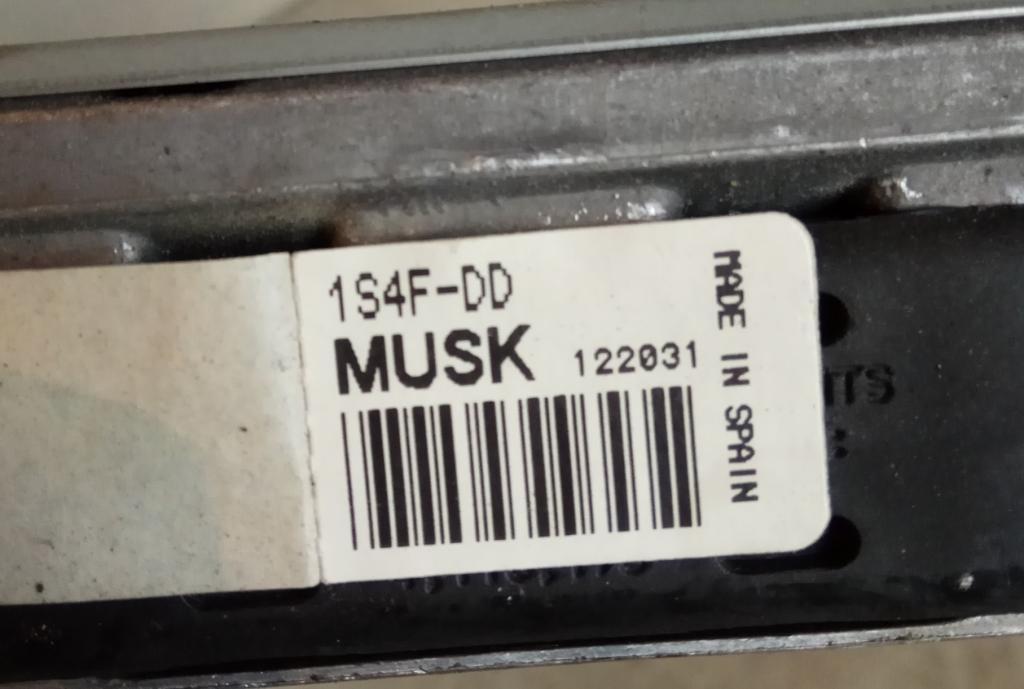 1S4F-DD
MUSK 122031
MADE IN SPAIN